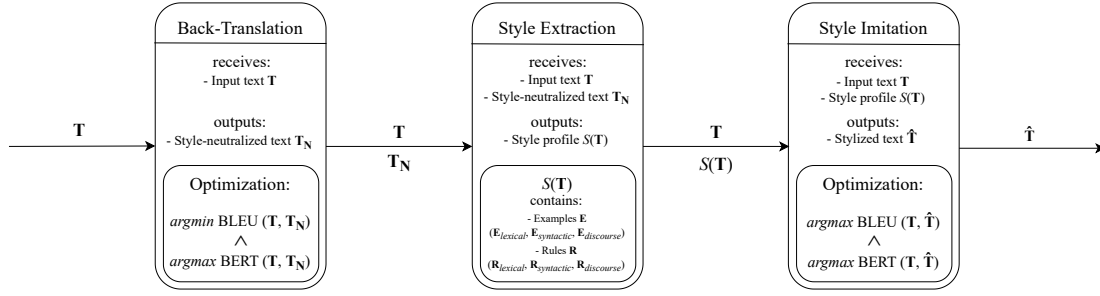 T
Back-Translation
receives:
- Input text T
outputs:
- Style-neutralized text T_N
Optimization:
argmin BLEU (T, T_N)
∧
argmax BERT (T, T_N)
T
T_N
Style Extraction
receives:
- Input text T
- Style-neutralized text T_N
outputs:
- Style profile S(T)
S(T)
contains:
- Examples E
(E_lexical, E_syntactic, E_discourse)
- Rules R
(R_lexical, R_syntactic, R_discourse)
T
S(T)
Style Imitation
receives:
- Input text T
- Style profile S(T)
outputs:
- Stylized text T̂
Optimization:
argmax BLEU (T, T̂)
∧
argmax BERT (T, T̂)
T̂